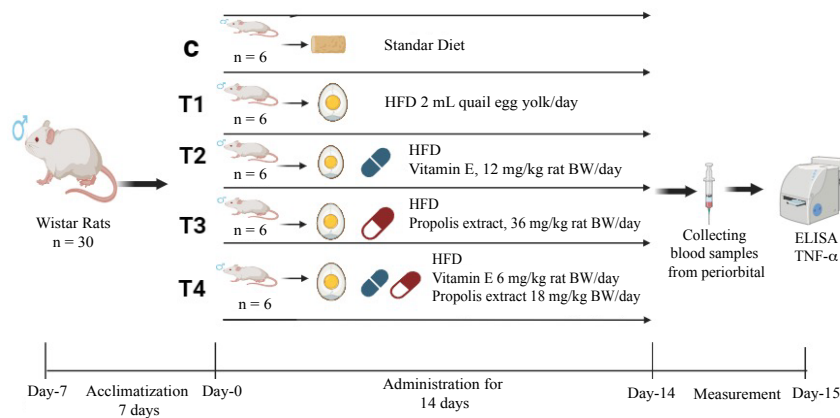 C
n = 6
Standar Diet
T1
n = 6
HFD 2 mL quail egg yolk/day
T2
n = 6
HFD
Vitamin E, 12 mg/kg rat BW/day
T3
n = 6
HFD
Propolis extract, 36 mg/kg rat BW/day
T4
n = 6
HFD
Vitamin E 6 mg/kg rat BW/day
Propolis extract 18 mg/kg BW/day
Wistar Rats
n = 30
Collecting
blood samples
from periorbital
ELISA
TNF-α
Day-7
Acclimatization
7 days
Day-0
Administration for
14 days
Day-14
Measurement
Day-15